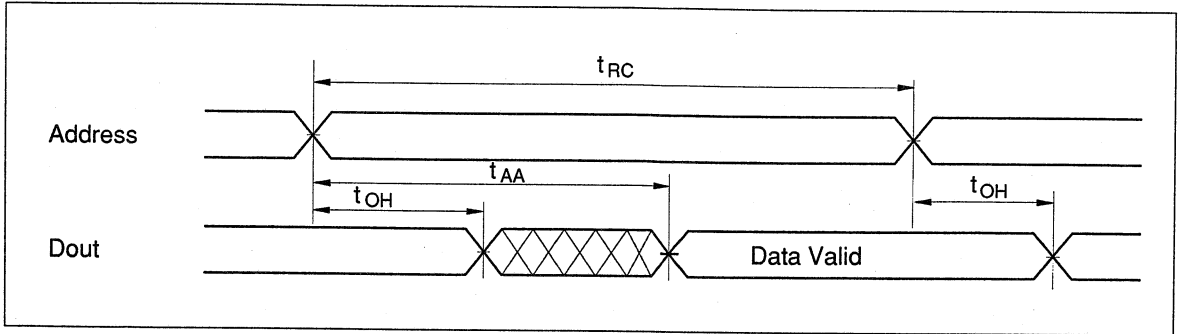 tRC
Address
tAA
tOH
tOH
Dout
Data Valid